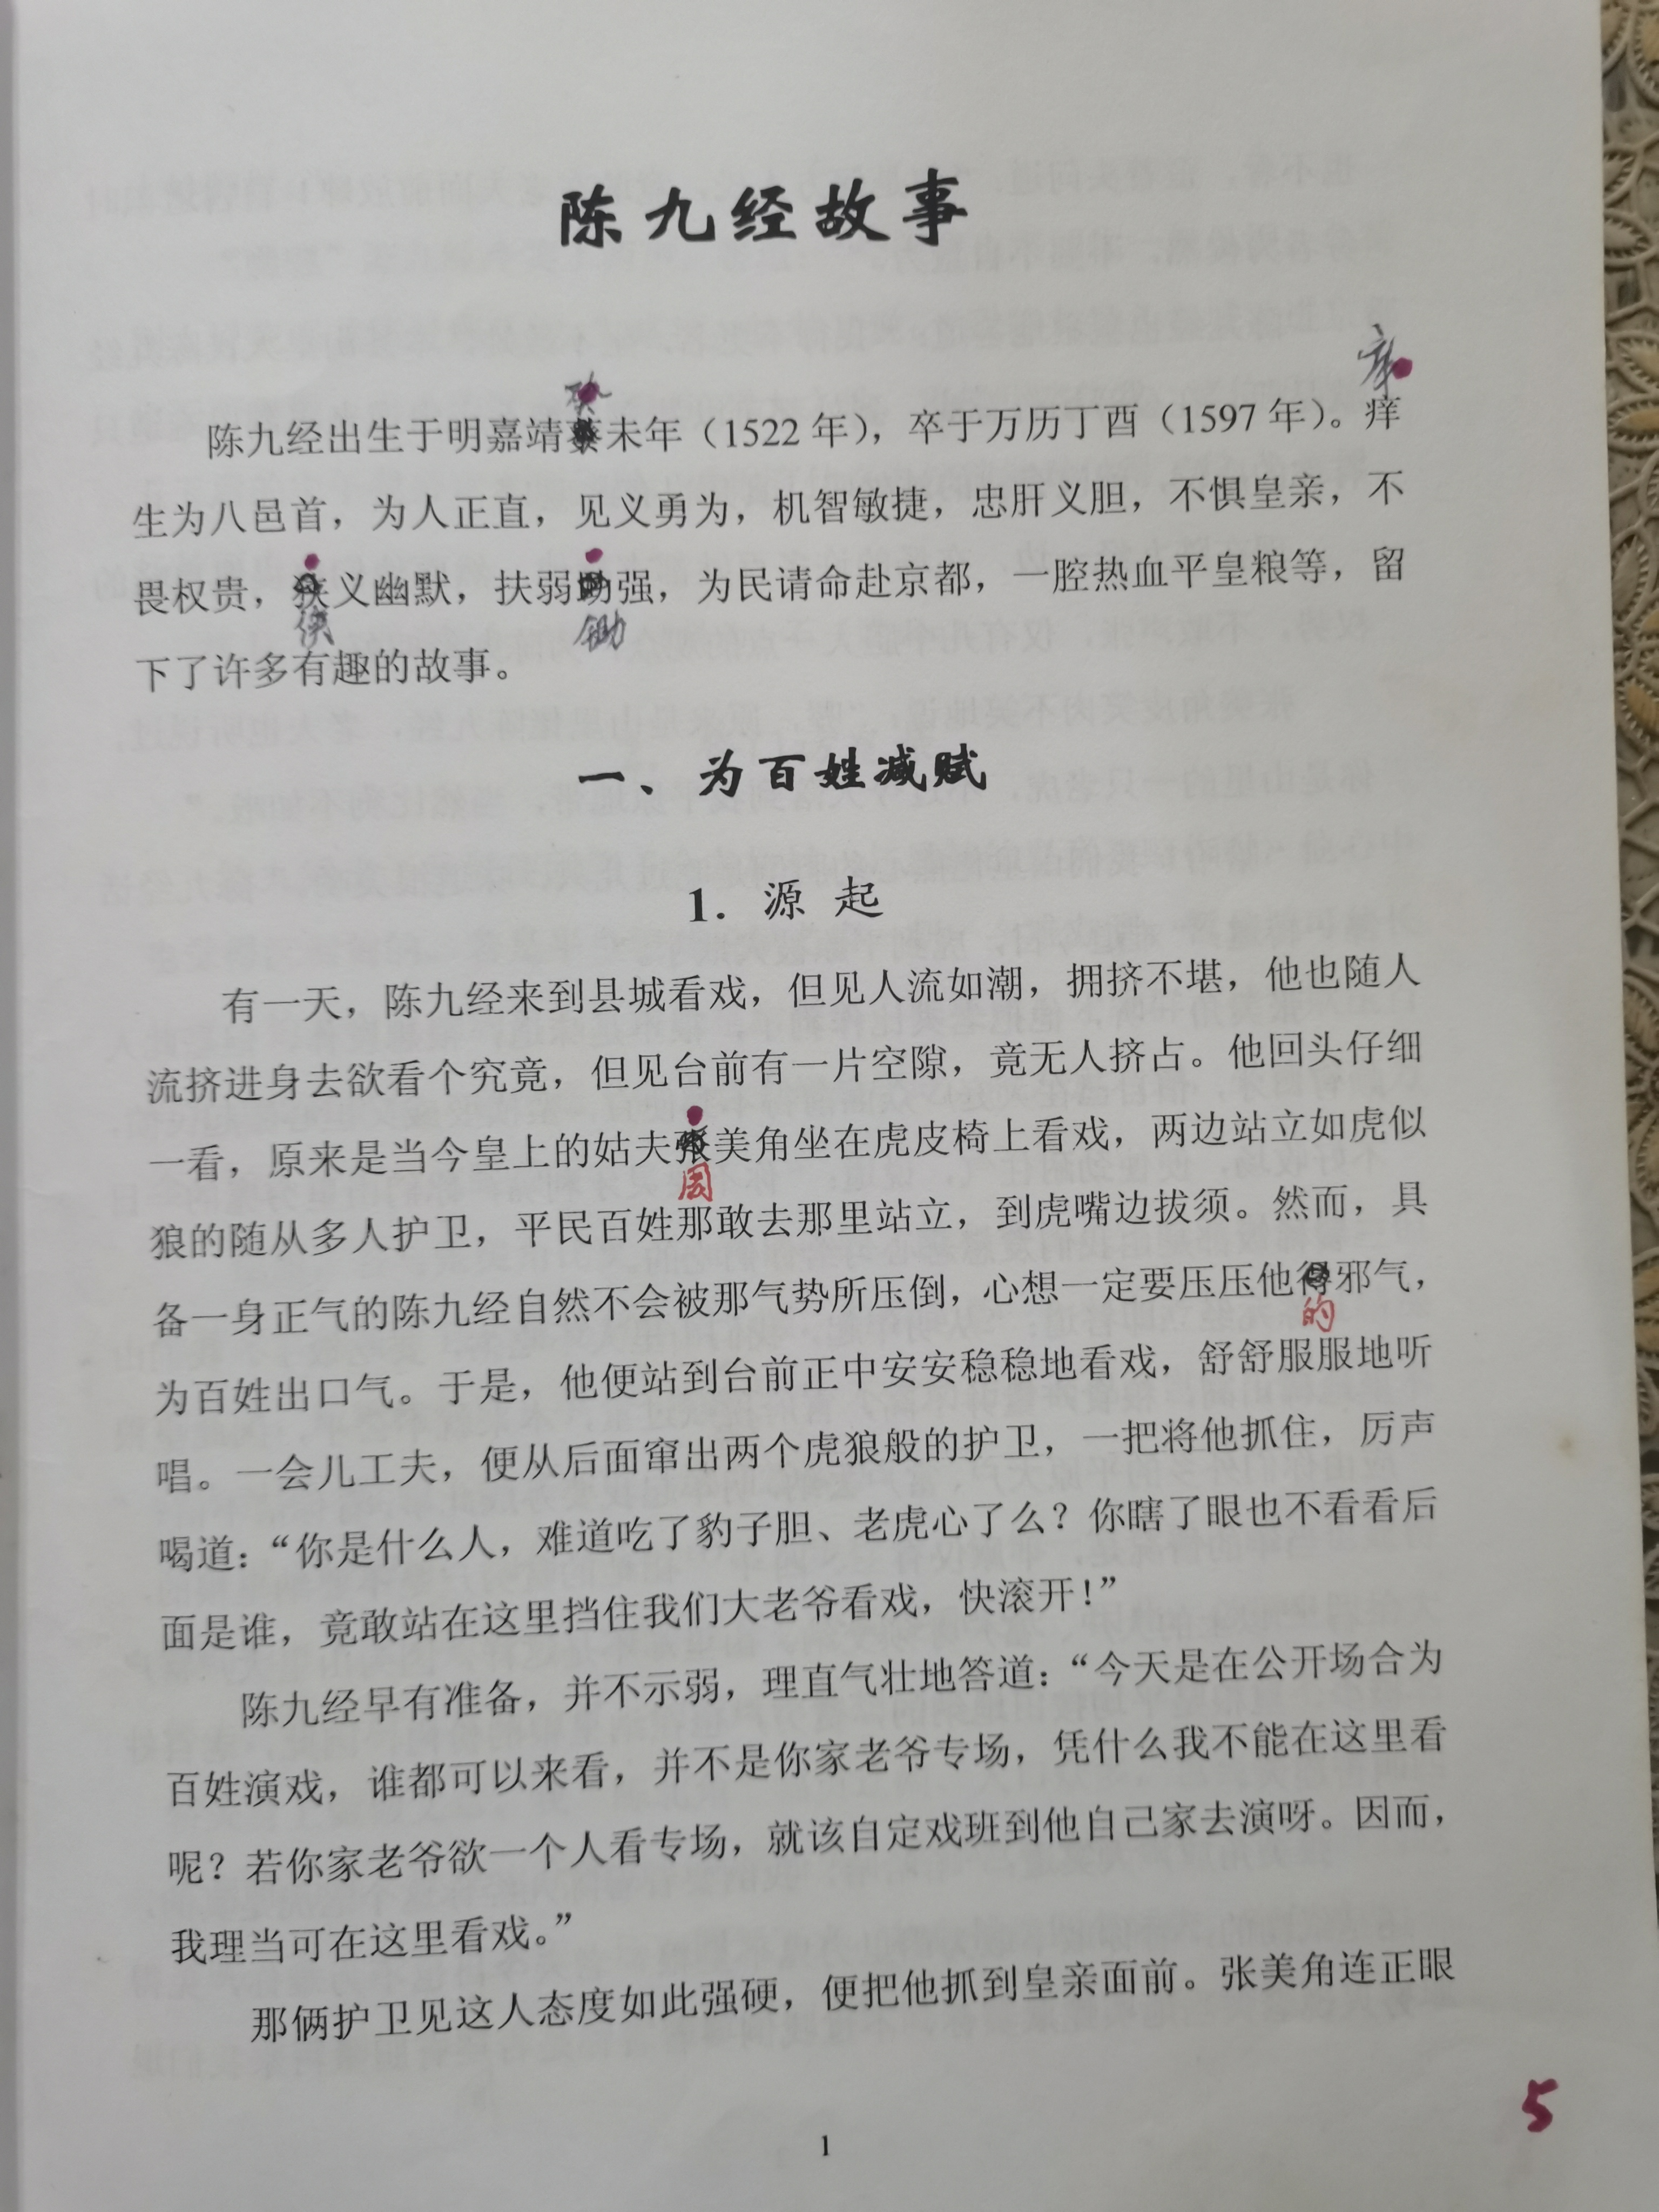 陈九经故事
陈九经出生于明嘉靖未年（1522年），卒于万历丁酉（1597年）。痒
生为八邑首，为人正直，见义勇为，机智敏捷，忠肝义胆，不惧皇亲，不
畏权贵，狭义幽默，扶弱助强，为民请命赴京都，一腔热血平皇粮等，留
侠
锄
下了许多有趣的故事。
一、为百姓减赋
1. 源 起
有一天，陈九经来到县城看戏，但见人流如潮，拥挤不堪，他也随人
流挤进身去欲看个究竟，但见台前有一片空隙，竟无人挤占。他回头仔细
一看，原来是当今皇上的姑夫张美角坐在虎皮椅上看戏，两边站立如虎似
周
狼的随从多人护卫，平民百姓那敢去那里站立，到虎嘴边拔须。然而，具
备一身正气的陈九经自然不会被那气势所压倒，心想一定要压压他得邪气，
的
为百姓出口气。于是，他便站到台前正中安安稳稳地看戏，舒舒服服地听
唱。一会儿工夫，便从后面窜出两个虎狼般的护卫，一把将他抓住，厉声
喝道：“你是什么人，难道吃了豹子胆、老虎心了么？你瞎了眼也不看看后
面是谁，竟敢站在这里挡住我们大老爷看戏，快滚开！”
陈九经早有准备，并不示弱，理直气壮地答道：“今天是在公开场合为
百姓演戏，谁都可以来看，并不是你家老爷专场，凭什么我不能在这里看
呢？若你家老爷欲一个人看专场，就该自定戏班到他自己家去演呀。因而，
我理当可在这里看戏。”
那俩护卫见这人态度如此强硬，便把他抓到皇亲面前。张美角连正眼
1
5